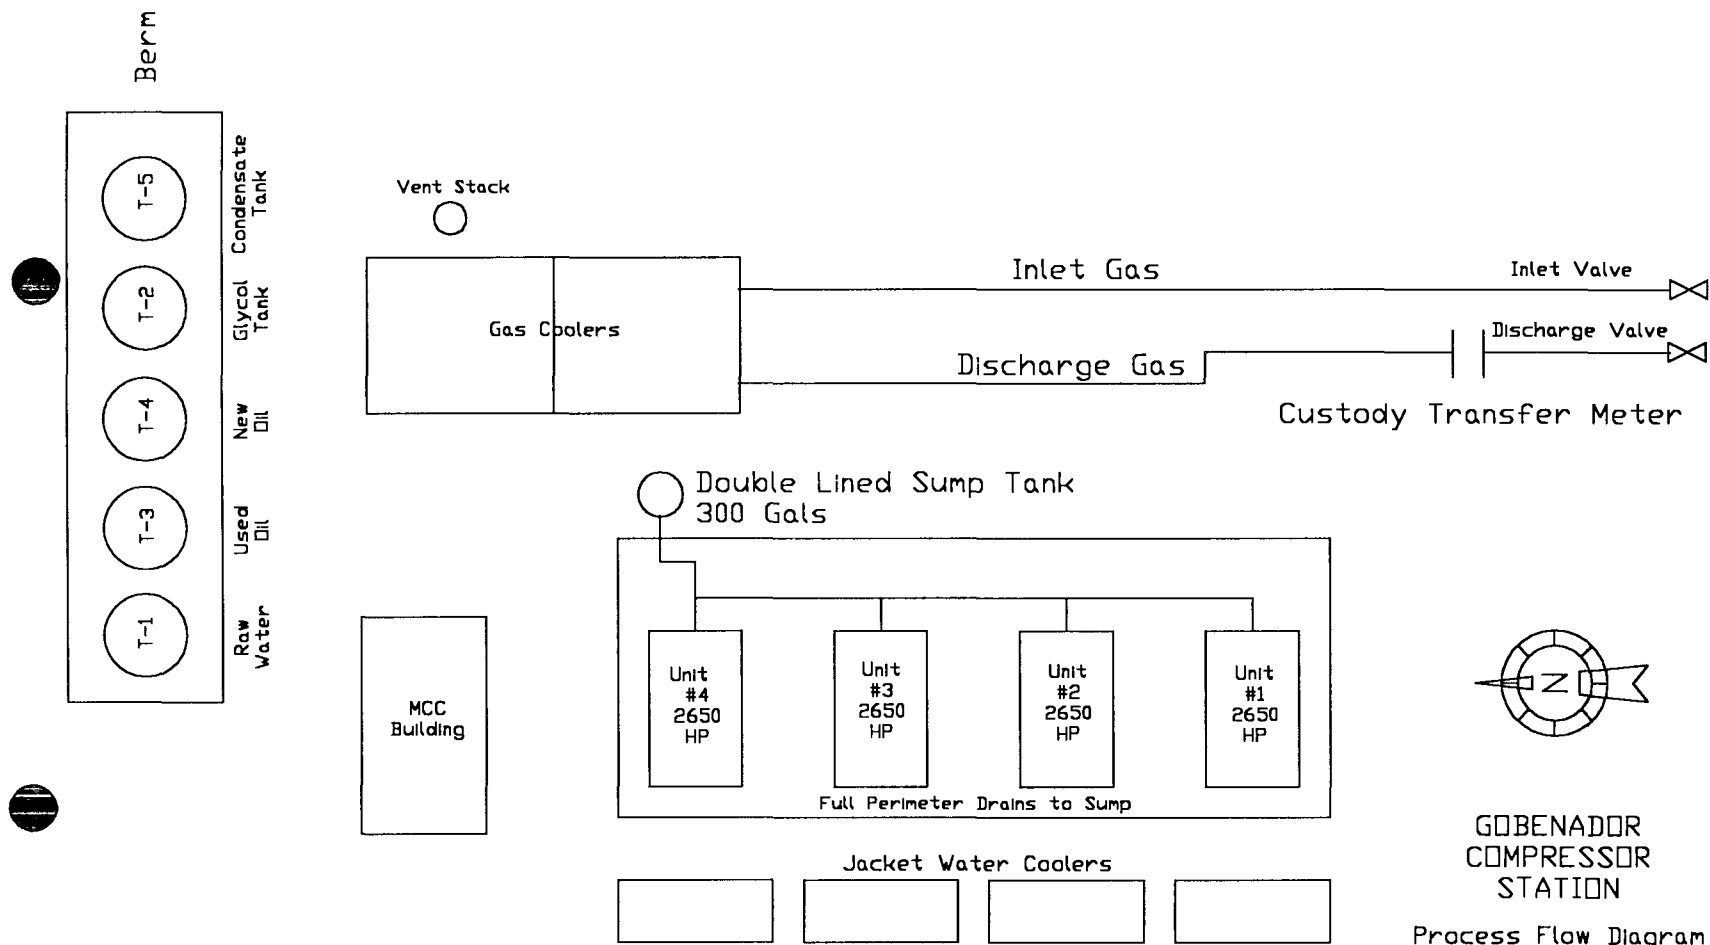 Berm
T-5
Condensate
Tank
T-2
Glycol
Tank
T-4
New
Oil
T-3
Used
Oil
T-1
Raw
Water
Vent Stack
Gas Coolers
Inlet Gas
Inlet Valve
Discharge Gas
Discharge Valve
Custody Transfer Meter
Double Lined Sump Tank
300 Gals
Unit
#4
2650
HP
Unit
#3
2650
HP
Unit
#2
2650
HP
Unit
#1
2650
HP
Full Perimeter Drains to Sump
MCC
Building
Jacket Water Coolers
N
GOBENADOR
COMPRESSOR
STATION
Process Flow Diagram